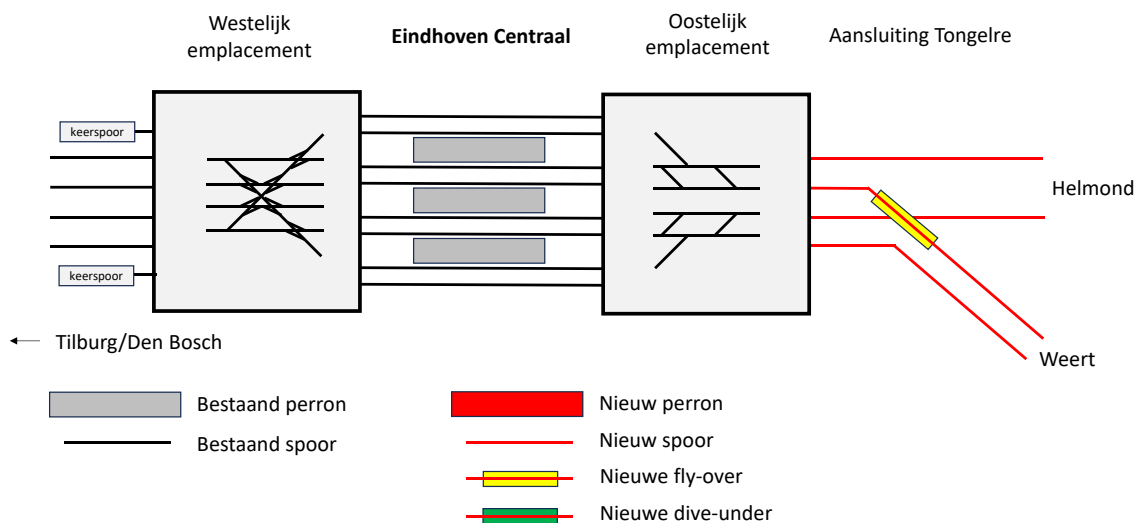 Westelijk
emplacement
Eindhoven Centraal
Oostelijk
emplacement
Aansluiting Tongelre
keerspoor
keerspoor
Helmond
Weert
← Tilburg/Den Bosch
Bestaand perron
Bestaand spoor
Nieuw perron
Nieuw spoor
Nieuwe fly-over
Nieuwe dive-under